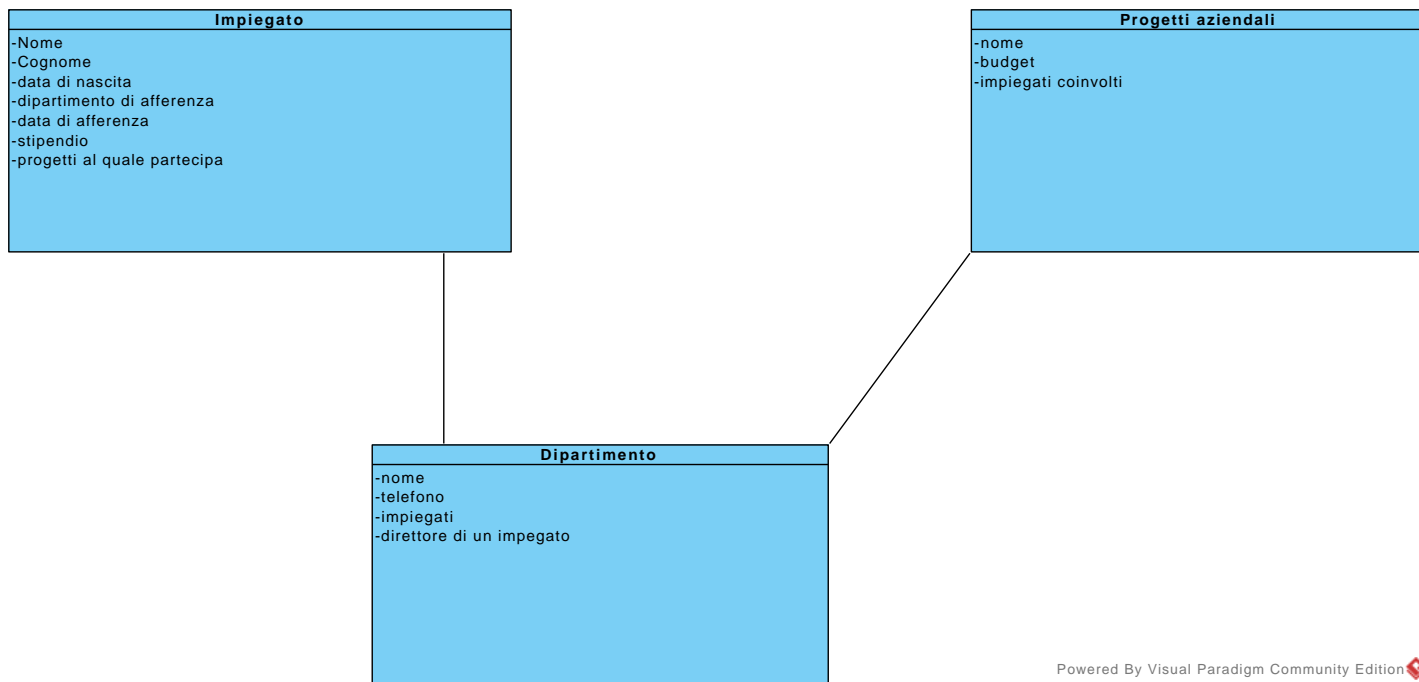 Impiegato
-Nome
-Cognome
-data di nascita
-dipartimento di afferenza
-data di afferenza
-stipendio
-progetti al quale partecipa
Progetti aziendali
-nome
-budget
-impiegati coinvolti
Dipartimento
-nome
-telefono
-impiegati
-direttore di un impegato
Powered By Visual Paradigm Community Edition